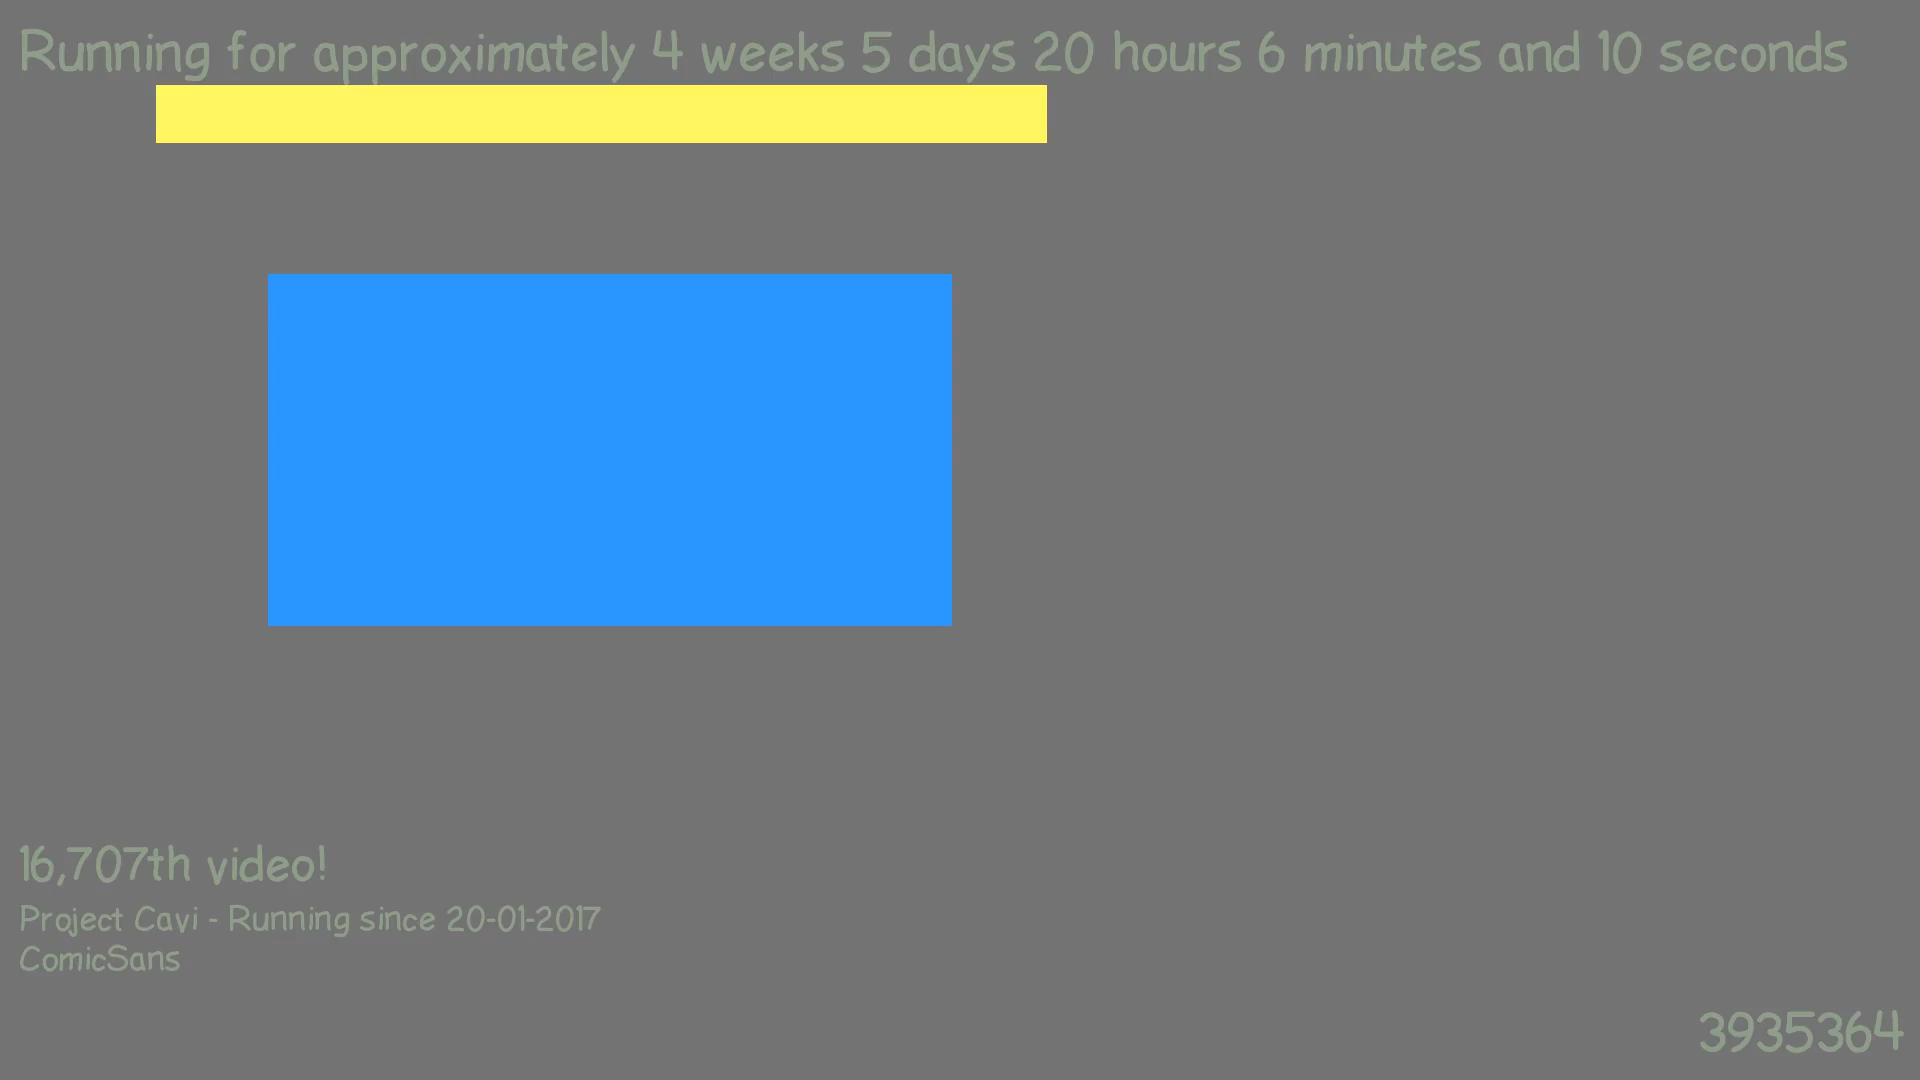 Running for approximately 4 weeks 5 days 20 hours 6 minutes and 10 seconds
16,707th video!
Project Cavi - Running since 20-01-2017
ComicSans
3935364